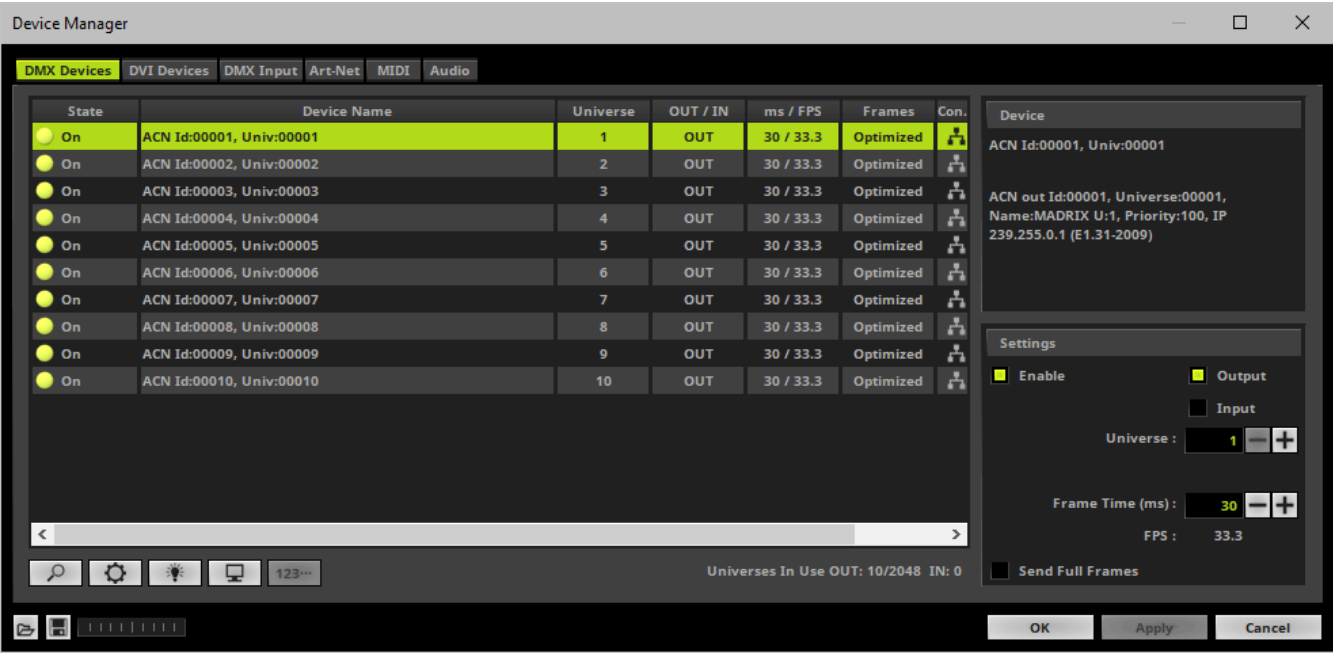 Device Manager
DMX Devices DVI Devices DMX Input Art-Net MIDI Audio
State Device Name Universe OUT / IN ms / FPS Frames Con.
On ACN Id:00001, Univ:00001 1 OUT 30 / 33.3 Optimized
On ACN Id:00002, Univ:00002 2 OUT 30 / 33.3 Optimized
On ACN Id:00003, Univ:00003 3 OUT 30 / 33.3 Optimized
On ACN Id:00004, Univ:00004 4 OUT 30 / 33.3 Optimized
On ACN Id:00005, Univ:00005 5 OUT 30 / 33.3 Optimized
On ACN Id:00006, Univ:00006 6 OUT 30 / 33.3 Optimized
On ACN Id:00007, Univ:00007 7 OUT 30 / 33.3 Optimized
On ACN Id:00008, Univ:00008 8 OUT 30 / 33.3 Optimized
On ACN Id:00009, Univ:00009 9 OUT 30 / 33.3 Optimized
On ACN Id:00010, Univ:00010 10 OUT 30 / 33.3 Optimized
123...
Universes In Use OUT: 10/2048 IN: 0
Device
ACN Id:00001, Univ:00001
ACN out Id:00001, Universe:00001,
Name:MADRIX U:1, Priority:100, IP
239.255.0.1 (E1.31-2009)
Settings
Enable Output
Input
Universe : 1
Frame Time (ms) : 30
FPS : 33.3
Send Full Frames
OK Apply Cancel